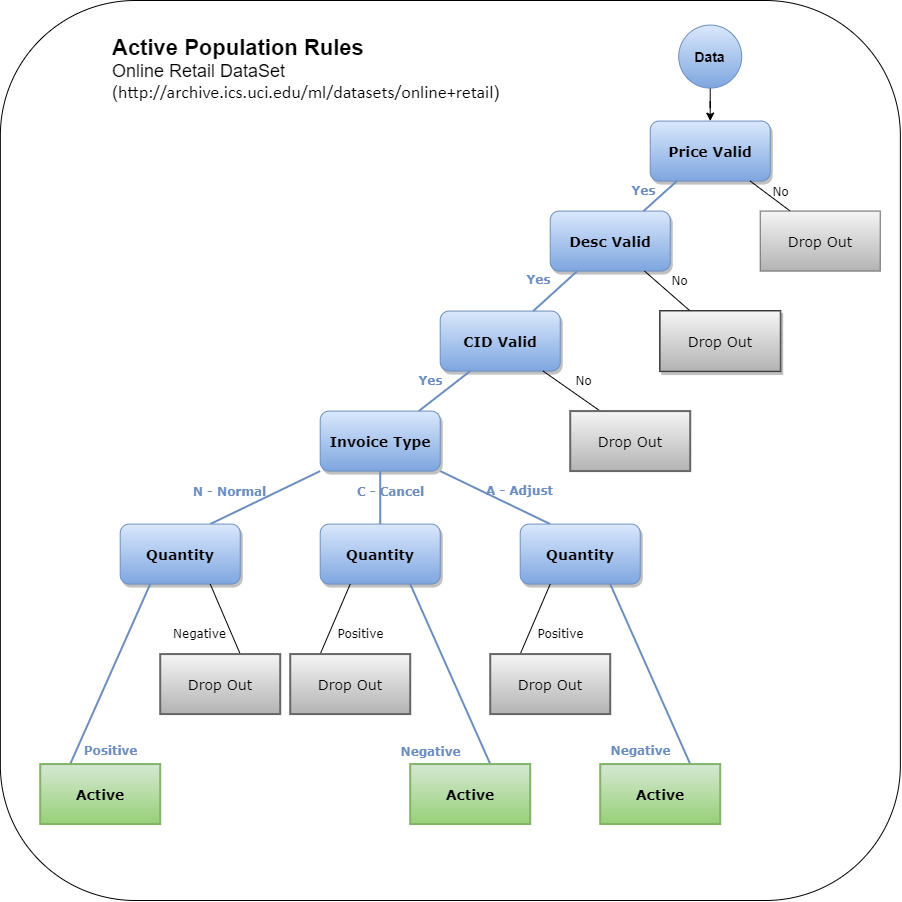 Active Population Rules
Online Retail DataSet
(http://archive.ics.uci.edu/ml/datasets/online+retail)
Data
Price Valid
Yes
No
Desc Valid
Drop Out
Yes
No
CID Valid
Drop Out
Yes
No
Invoice Type
Drop Out
N - Normal
C - Cancel
A - Adjust
Quantity
Quantity
Quantity
Negative
Positive
Positive
Drop Out
Drop Out
Drop Out
Positive
Negative
Negative
Active
Active
Active